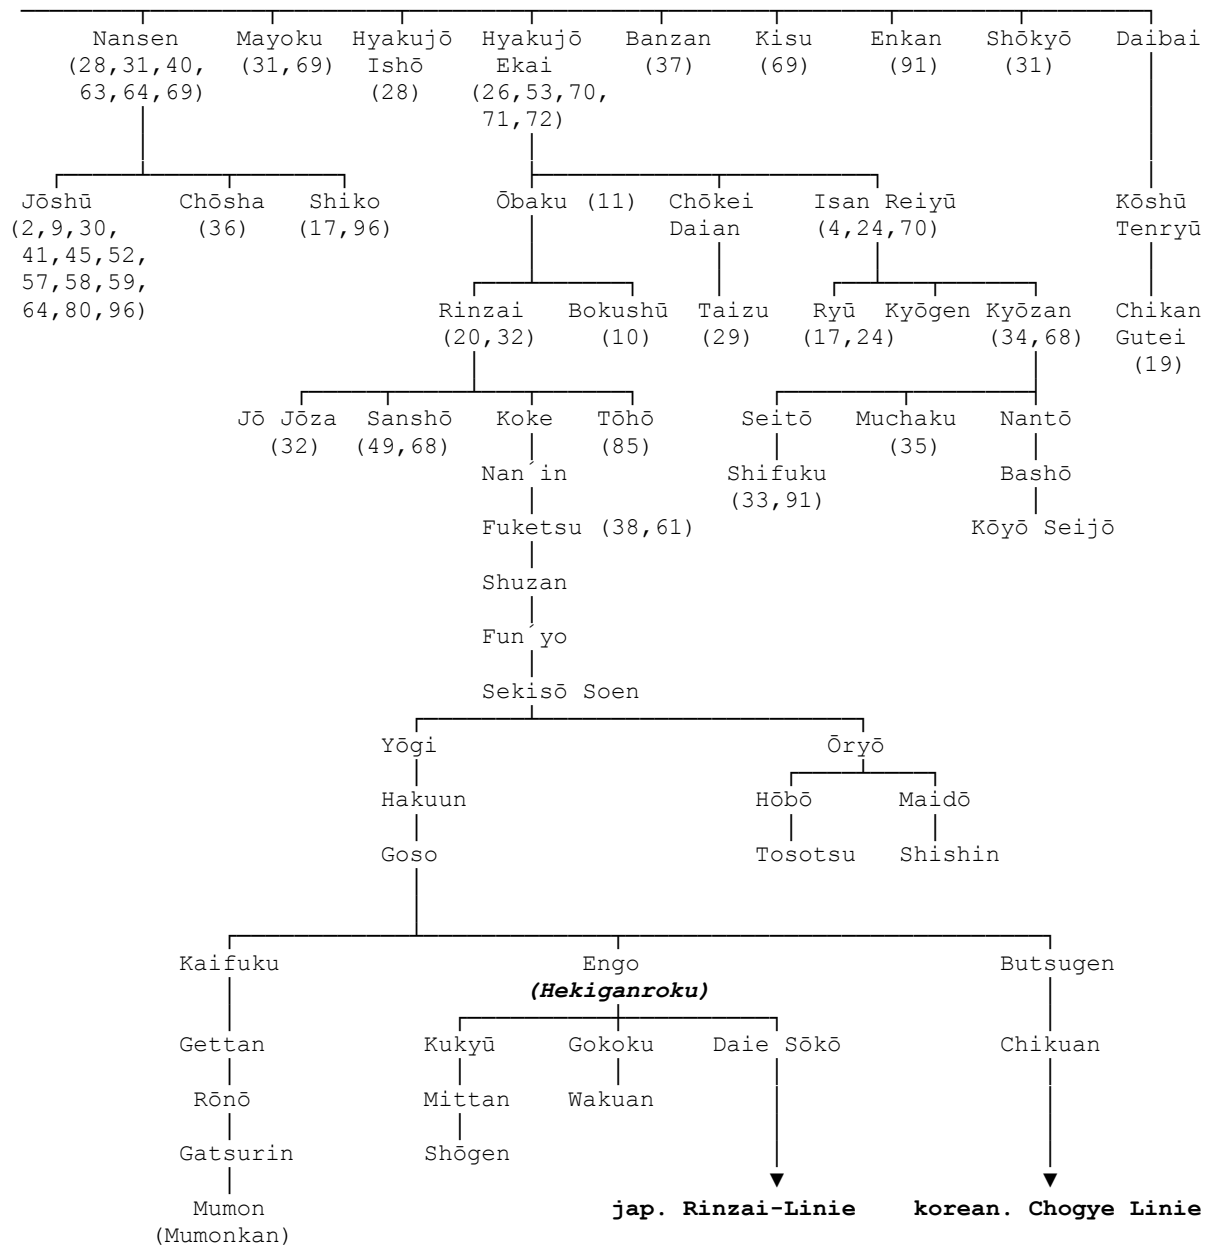 Nansen Mayoku Hyakujō Hyakujō Banzan Kisu Enkan Shōkyō Daibai
(28,31,40, (31,69) Ishō Ekai (37) (69) (91) (31)
63,64,69) (28) (26,53,70,
71,72)
Jōshū Chōsha Shiko Ōbaku (11) Chōkei Isan Reiyū Kōshū
(2,9,30, (36) (17,96) Daian (4,24,70) Tenryū
41,45,52,
57,58,59,
64,80,96) Rinzai Bokushū Taizu Ryū Kyōgen Kyōzan Chikan
(20,32) (10) (29) (17,24) (34,68) Gutei
(19)
Jō Jōza Sanshō Koke Tōhō Seitō Muchaku Nantō
(32) (49,68) (85) (35)
Nan´in Shifuku Bashō
(33,91)
Fuketsu (38,61) Kōyō Seijō
Shuzan
Fun´yo
Sekisō Soen
Yōgi Ōryō
Hakuun Hōbō Maidō
Goso Tosotsu Shishin
Kaifuku Engo Butsugen
(Hekiganroku)
Gettan Kukyū Gokoku Daie Sōkō Chikuan
Rōnō Mittan Wakuan
Gatsurin Shōgen
Mumon jap. Rinzai-Linie korean. Chogye Linie
(Mumonkan)